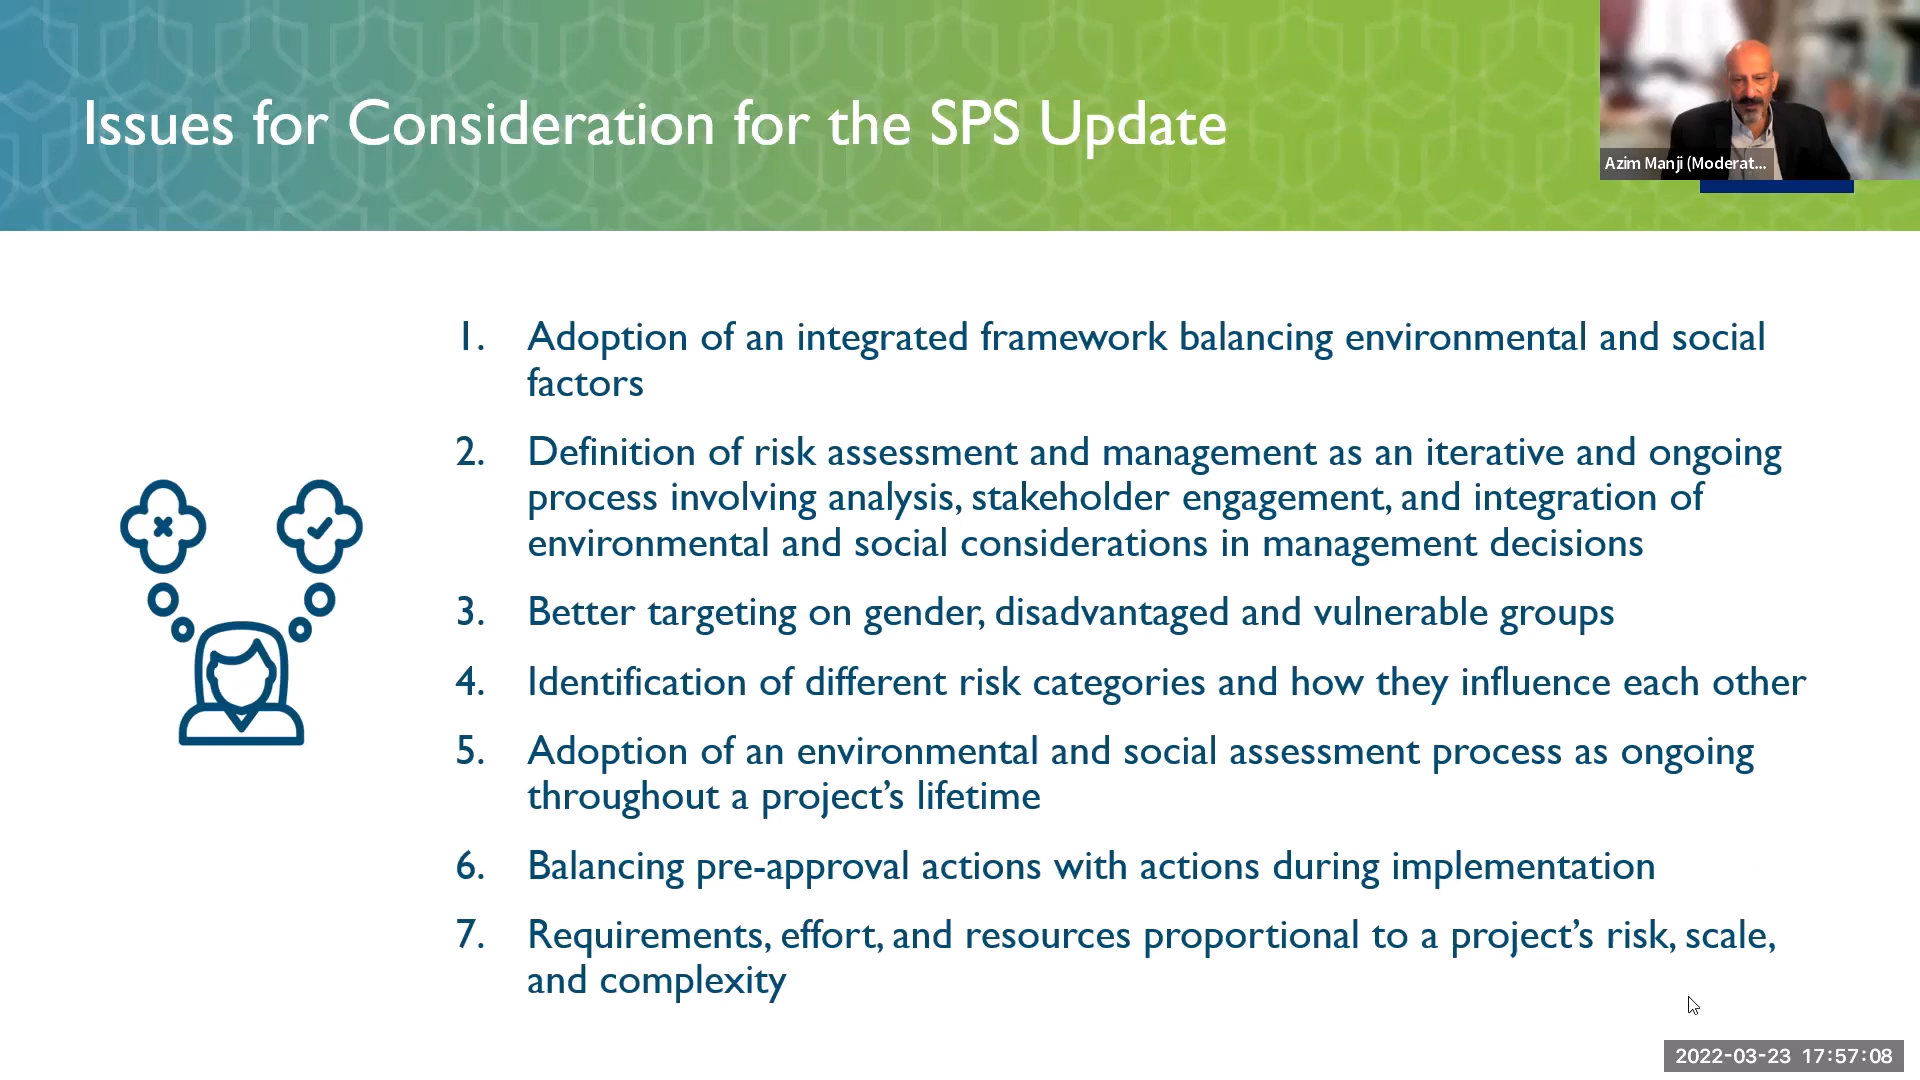 Issues for Consideration for the SPS Update
Azim Manji (Moderat...
1. Adoption of an integrated framework balancing environmental and social
factors
2. Definition of risk assessment and management as an iterative and ongoing
process involving analysis, stakeholder engagement, and integration of
environmental and social considerations in management decisions
3. Better targeting on gender, disadvantaged and vulnerable groups
4. Identification of different risk categories and how they influence each other
5. Adoption of an environmental and social assessment process as ongoing
throughout a project’s lifetime
6. Balancing pre-approval actions with actions during implementation
7. Requirements, effort, and resources proportional to a project’s risk, scale,
and complexity
2022-03-23 17:57:08